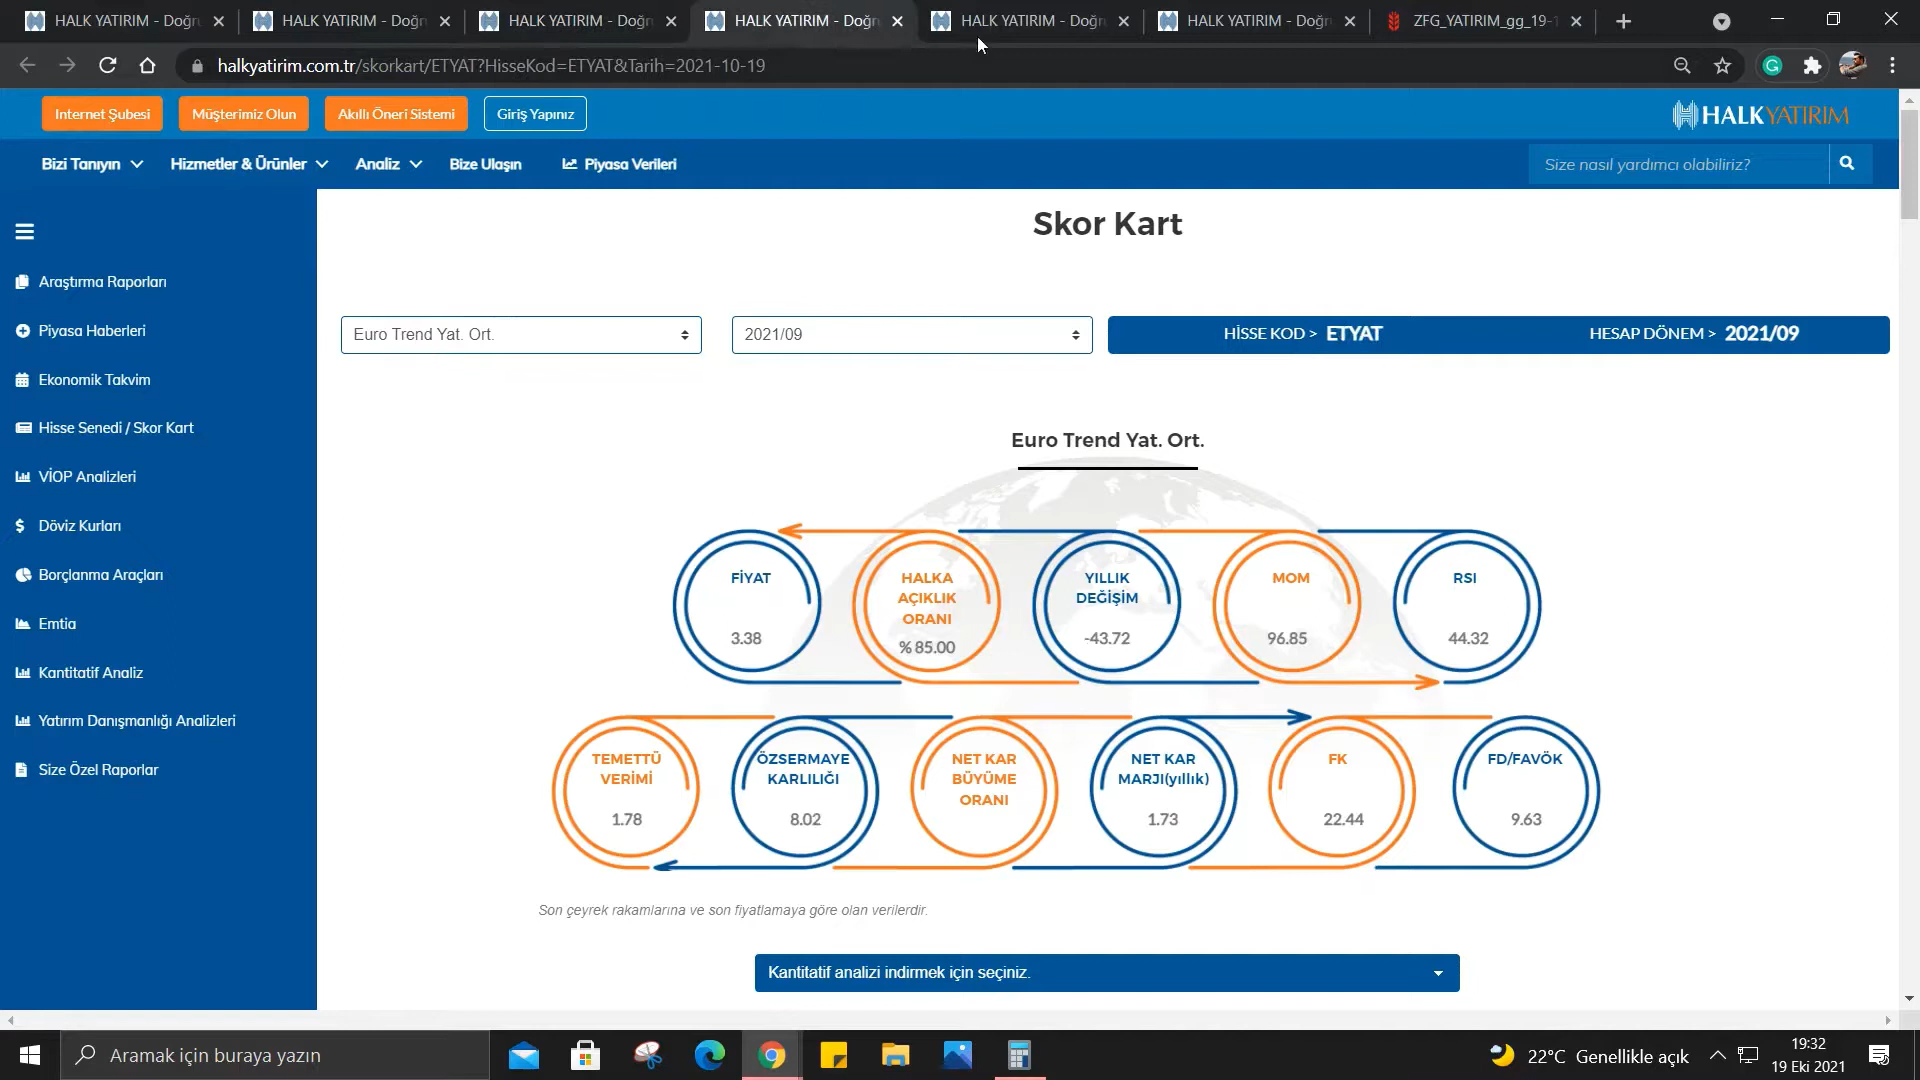 HALK YATIRIM - Doğru
HALK YATIRIM - Doğr
HALK YATIRIM - Doğr
HALK YATIRIM - Doğru
HALK YATIRIM - Doğru
HALK YATIRIM - Doğr
ZFG_YATIRIM_gg_19-1
halkyatirim.com.tr/skorkart/ETYAT?HisseKod=ETYAT&Tarih=2021-10-19
Internet Şubesi
Müşterimiz Olun
Akıllı Öneri Sistemi
Giriş Yapınız
HALKYATIRIM
Bizi Tanıyın
Hizmetler & Ürünler
Analiz
Bize Ulaşın
Piyasa Verileri
Size nasıl yardımcı olabiliriz?
Araştırma Raporları
Piyasa Haberleri
Ekonomik Takvim
Hisse Senedi / Skor Kart
VİOP Analizleri
Döviz Kurları
Borçlanma Araçları
Emtia
Kantitatif Analiz
Yatırım Danışmanlığı Analizleri
Size Özel Raporlar
Skor Kart
Euro Trend Yat. Ort.
2021/09
HİSSE KOD > ETYAT
HESAP DÖNEM > 2021/09
Euro Trend Yat. Ort.
FİYAT
3.38
HALKA
AÇIKLIK
ORANI
% 85.00
YILLIK
DEĞİŞİM
-43.72
MOM
96.85
RSI
44.32
TEMETTÜ
VERİMİ
1.78
ÖZSERMAYE
KARLILIĞI
8.02
NET KAR
BÜYÜME
ORANI
NET KAR
MARJI(yıllık)
1.73
FK
22.44
FD/FAVÖK
9.63
Son çeyrek rakamlarına ve son fiyatlamaya göre olan verilerdir.
Kantitatif analizi indirmek için seçiniz.
Aramak için buraya yazın
22°C Genellikle açık
19:32
19 Eki 2021